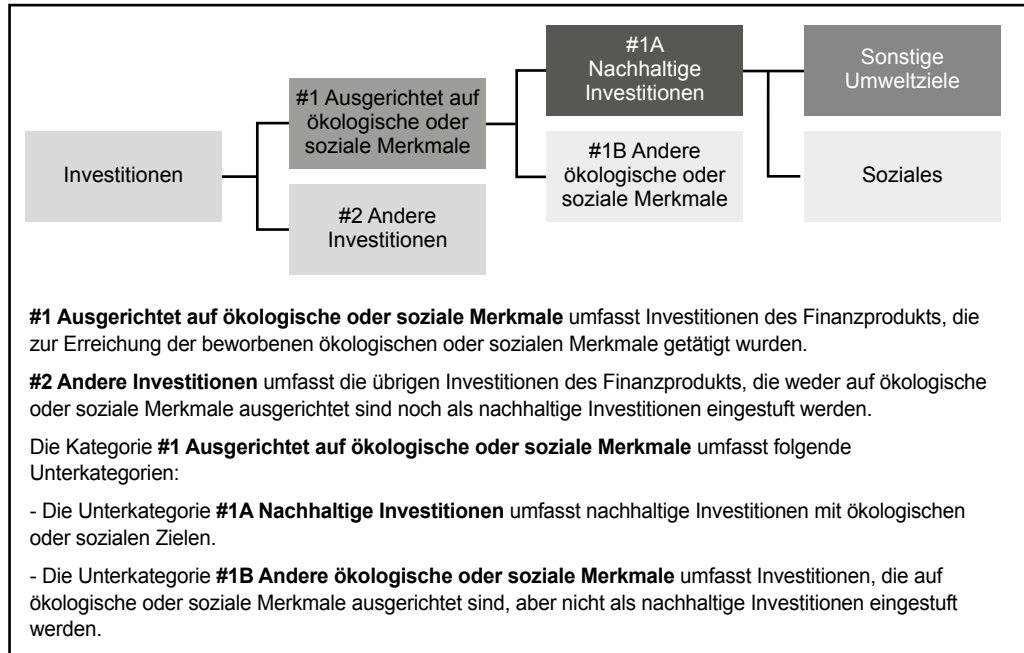 Investitionen
#1 Ausgerichtet auf
ökologische oder
soziale Merkmale
#2 Andere
Investitionen
#1A
Nachhaltige
Investitionen
#1B Andere
ökologische oder
soziale Merkmale
Sonstige
Umweltziele
Soziales
#1 Ausgerichtet auf ökologische oder soziale Merkmale umfasst Investitionen des Finanzprodukts, die
zur Erreichung der beworbenen ökologischen oder sozialen Merkmale getätigt wurden.
#2 Andere Investitionen umfasst die übrigen Investitionen des Finanzprodukts, die weder auf ökologische
oder soziale Merkmale ausgerichtet sind noch als nachhaltige Investitionen eingestuft werden.
Die Kategorie #1 Ausgerichtet auf ökologische oder soziale Merkmale umfasst folgende
Unterkategorien:
- Die Unterkategorie #1A Nachhaltige Investitionen umfasst nachhaltige Investitionen mit ökologischen
oder sozialen Zielen.
- Die Unterkategorie #1B Andere ökologische oder soziale Merkmale umfasst Investitionen, die auf
ökologische oder soziale Merkmale ausgerichtet sind, aber nicht als nachhaltige Investitionen eingestuft
werden.